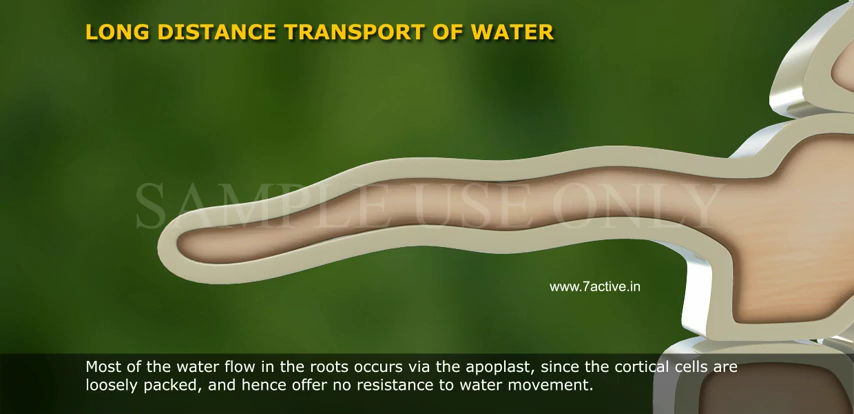 LONG DISTANCE TRANSPORT OF WATER
SAMPLE USE ONLY
www.7active.in
Most of the water flow in the roots occurs via the apoplast, since the cortical cells are
loosely packed, and hence offer no resistance to water movement.